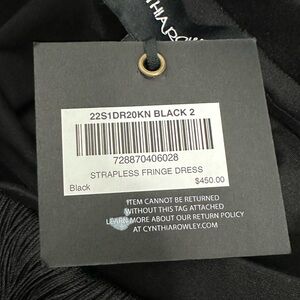 22S1DR20KN BLACK 2
728870406028
STRAPLESS FRINGE DRESS
Black
$450.00
*ITEM CANNOT BE RETURNED
WITHOUT THIS TAG ATTACHED
LEARN MORE ABOUT OUR RETURN POLICY
AT CYNTHIAROWLEY.COM